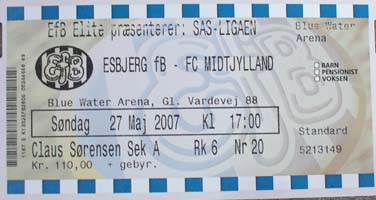 EfB Elite præsenterer: SAS-LIGAEN
Blue Water
Arena
EfB
ESBJERG fB - FC MIDTJYLLAND
BARN
PENSIONIST
VOKSEN
Blue Water Arena, Gl. Vardevej 88
Søndag 27 Maj 2007 Kl 17:00
Standard
Claus Sørensen Sek A Rk 6 Nr 20
5213149
Kr. 110,00 + gebyr.